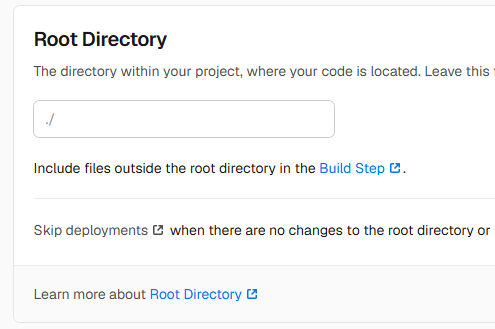 Root Directory
The directory within your project, where your code is located. Leave this
./
Include files outside the root directory in the Build Step.
Skip deployments when there are no changes to the root directory or
Learn more about Root Directory